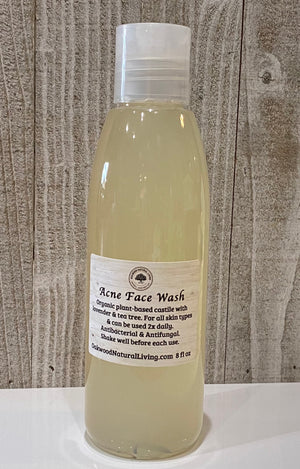 Acne Face Wash
Organic plant-based castile with
lavender & tea tree. For all skin types
& can be used 2x daily.
Antibacterial & Antifungal.
Shake well before each use.
OakwoodNaturalLiving.com 8 fl oz